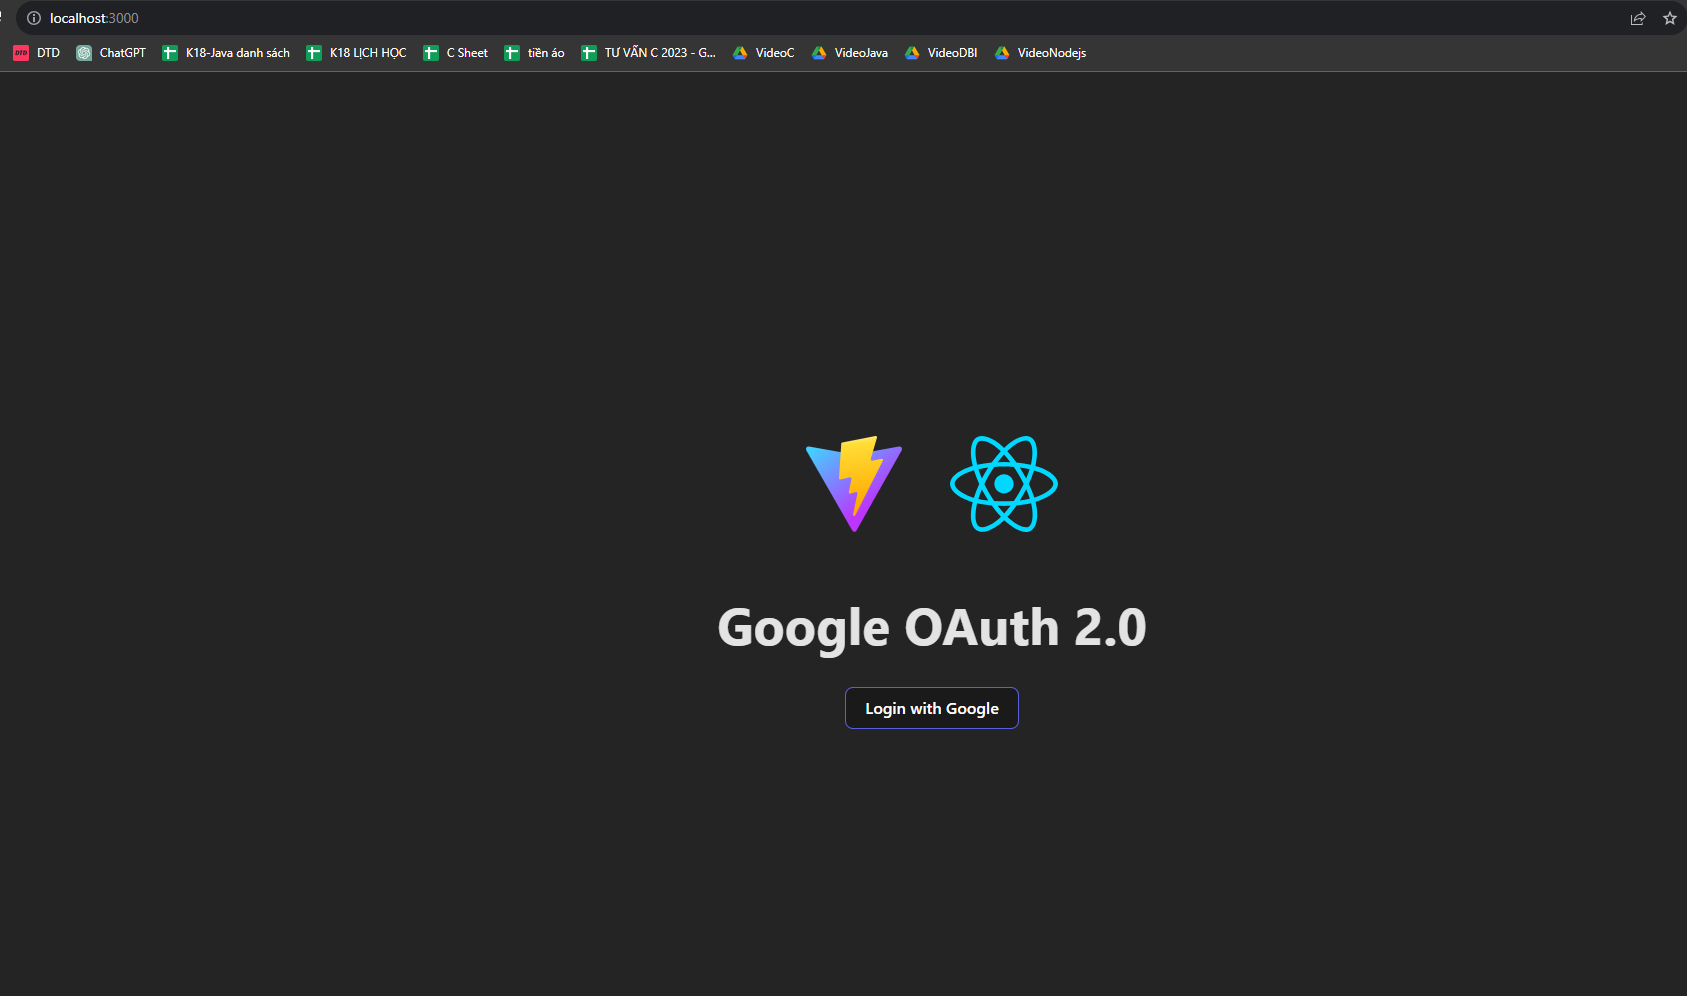 localhost:3000
DTD DTD ChatGPT K18-Java danh sách K18 LỊCH HỌC C Sheet tiền áo TƯ VẤN C 2023 - G... VideoC VideoJava VideoDBI VideoNodejs
Google OAuth 2.0
Login with Google